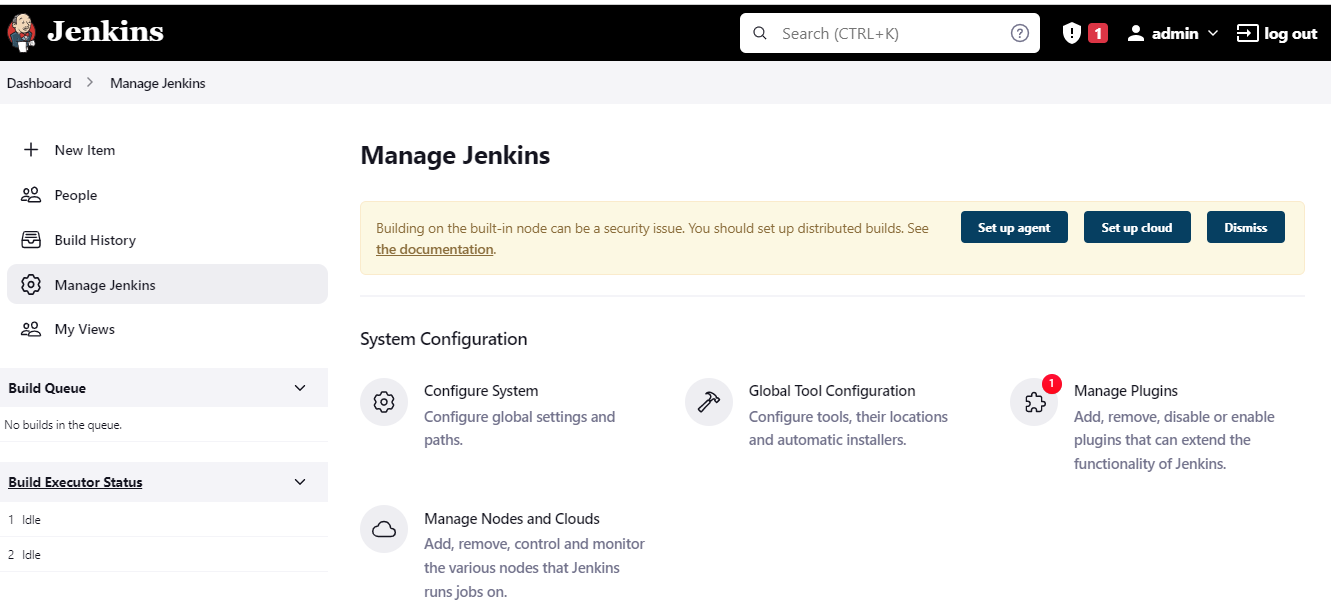 Jenkins
Search (CTRL+K)
?
1
admin
log out
Dashboard
Manage Jenkins
New Item
People
Build History
Manage Jenkins
My Views
Build Queue
No builds in the queue.
Build Executor Status
1 Idle
2 Idle
Manage Jenkins
Building on the built-in node can be a security issue. You should set up distributed builds. See
the documentation.
Set up agent
Set up cloud
Dismiss
System Configuration
Configure System
Configure global settings and
paths.
Global Tool Configuration
Configure tools, their locations
and automatic installers.
1
Manage Plugins
Add, remove, disable or enable
plugins that can extend the
functionality of Jenkins.
Manage Nodes and Clouds
Add, remove, control and monitor
the various nodes that Jenkins
runs jobs on.